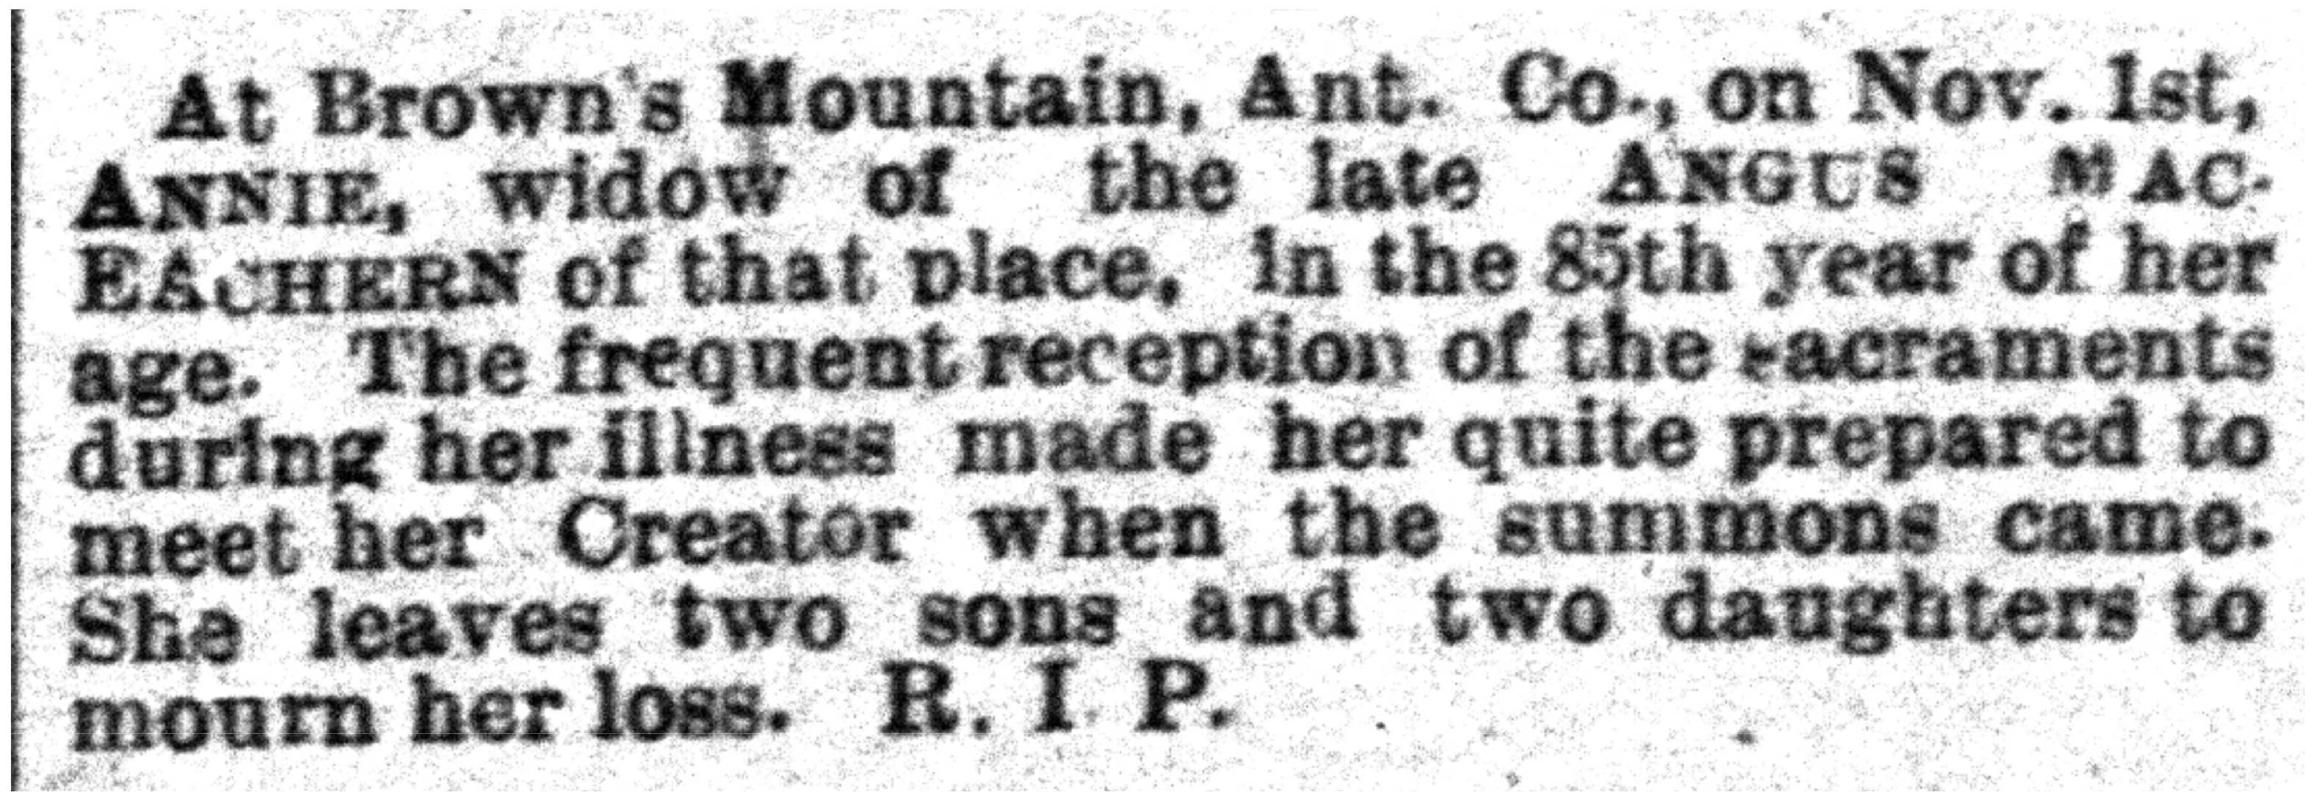 At Brown's Mountain, Ant. Co., on Nov. 1st,
ANNIE, widow of the late ANGUS MAC-
EACHERN of that place, in the 85th year of her
age. The frequent reception of the sacraments
during her illness made her quite prepared to
meet her Creator when the summons came.
She leaves two sons and two daughters to
mourn her loss. R. I. P.